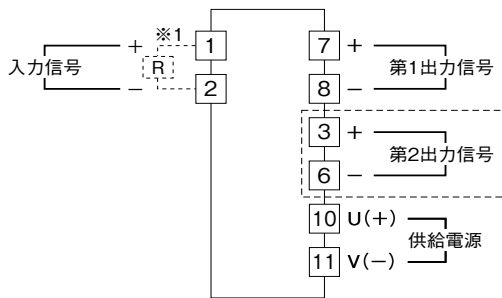 ※1
入力信号
+
R
−
1
2
7 +
第1出力信号
8 −
3 +
第2出力信号
6 −
10 U(+)
供給電源
11 V(−)